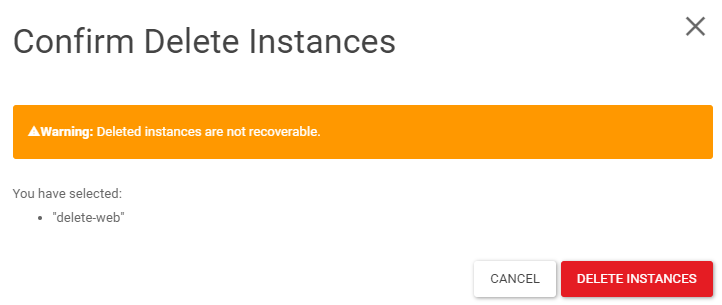 Confirm Delete Instances
Warning: Deleted instances are not recoverable.
You have selected:
"delete-web"
CANCEL
DELETE INSTANCES